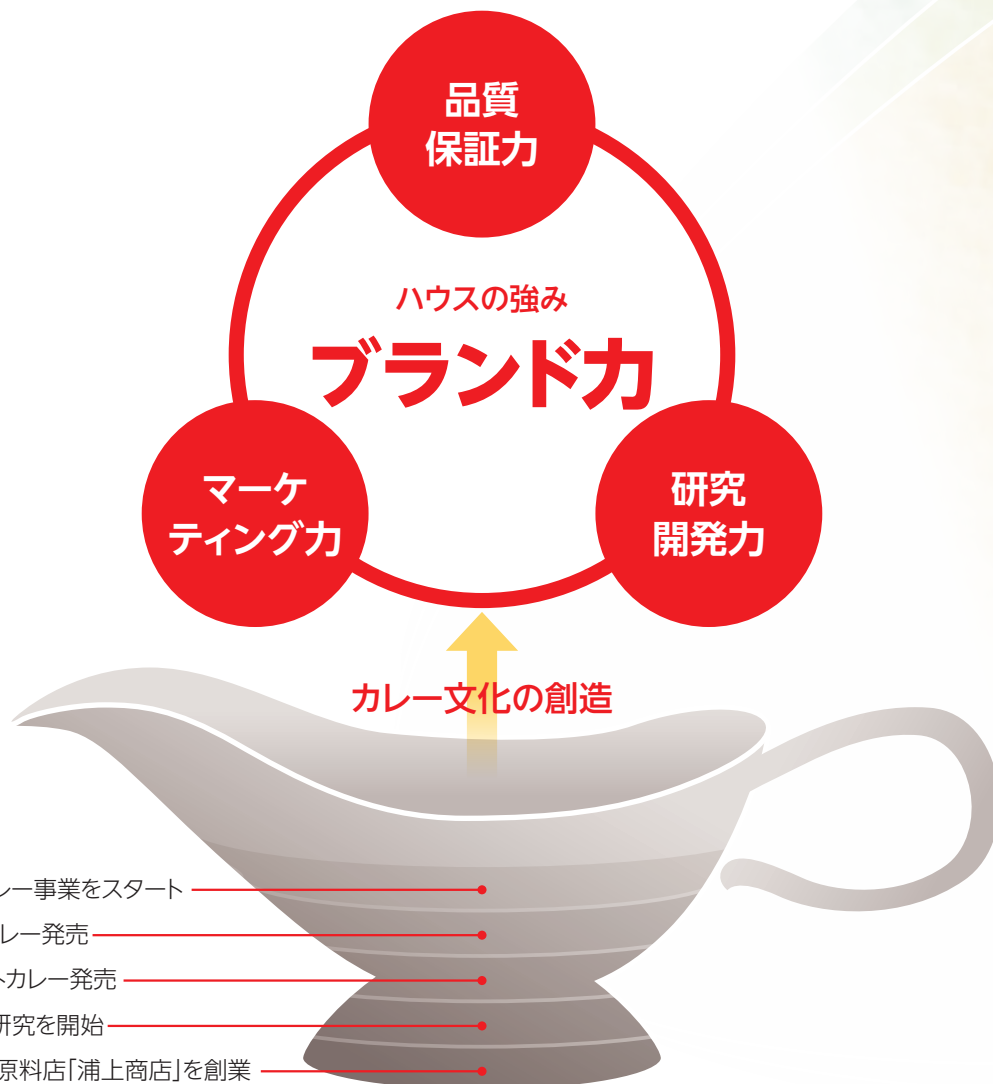 品質
保証力
ハウスの強み
ブランド力
マーケ
ティング力
研究
開発力
カレー文化の創造
レー事業をスタート
レー発売
トカレー発売
研究を開始
原料店「浦上商店」を創業